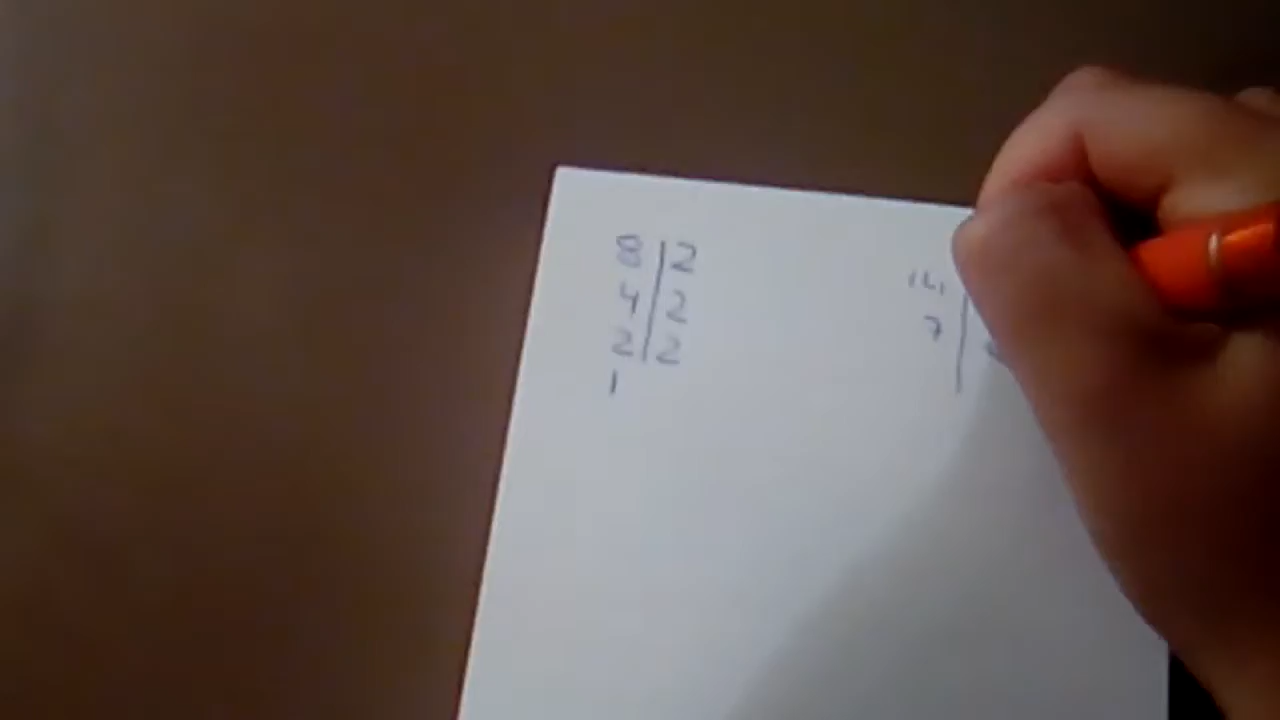 8 | 2
4 | 2
2 | 2
1
14 |
7 |